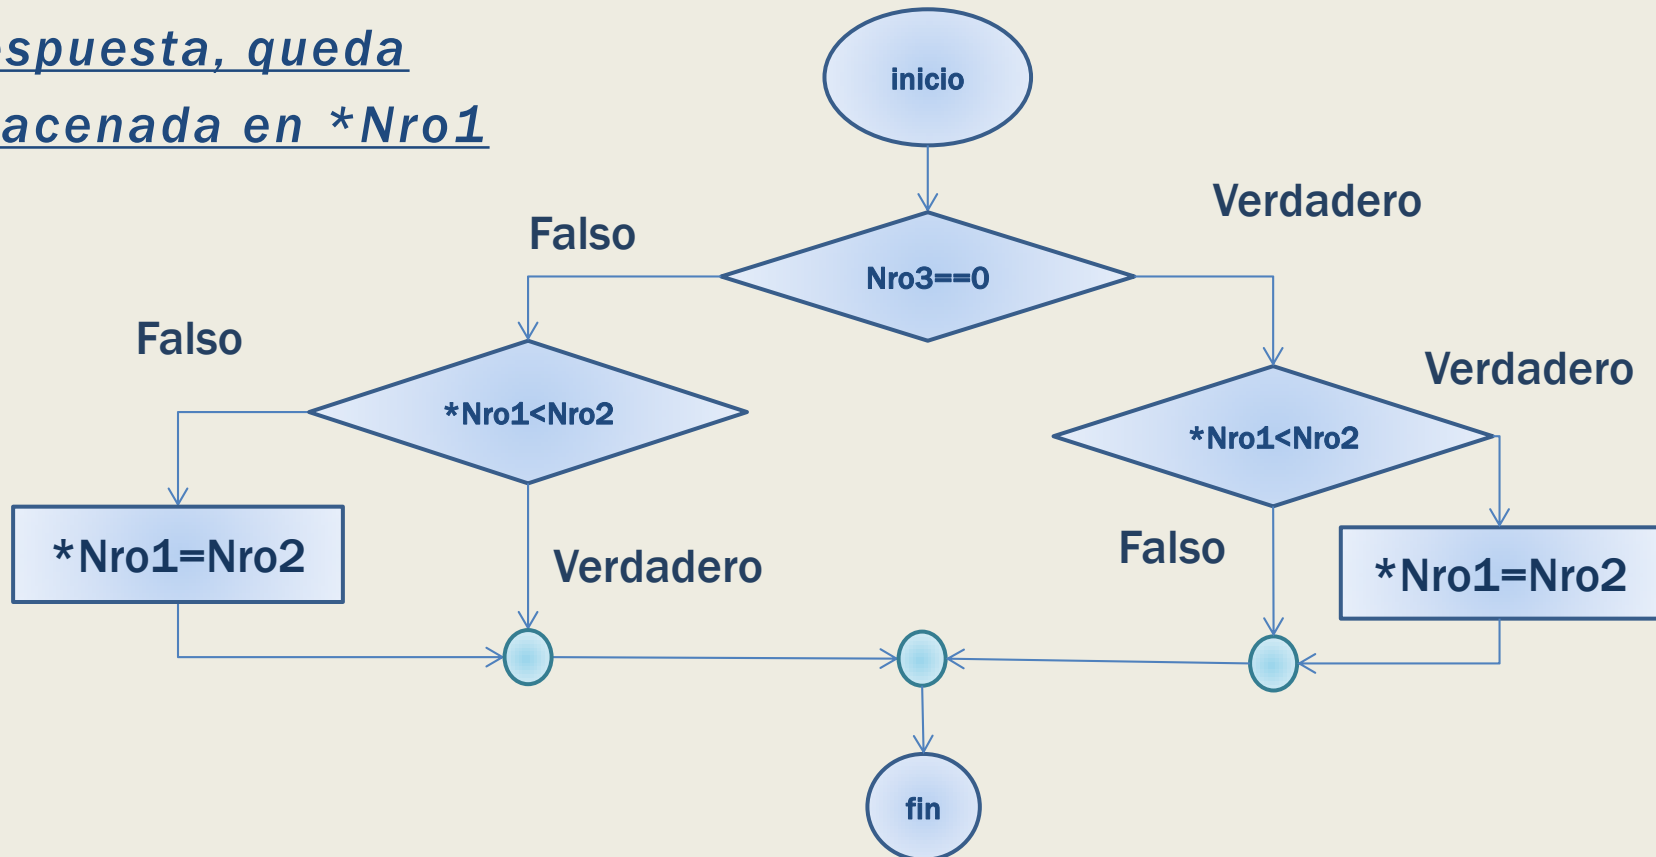 espuesta, queda
acenada en *Nro1
inicio
Verdadero
Falso
Nro3==0
Falso
Verdadero
*Nro1<Nro2
*Nro1<Nro2
*Nro1=Nro2
Verdadero
Falso
*Nro1=Nro2
fin